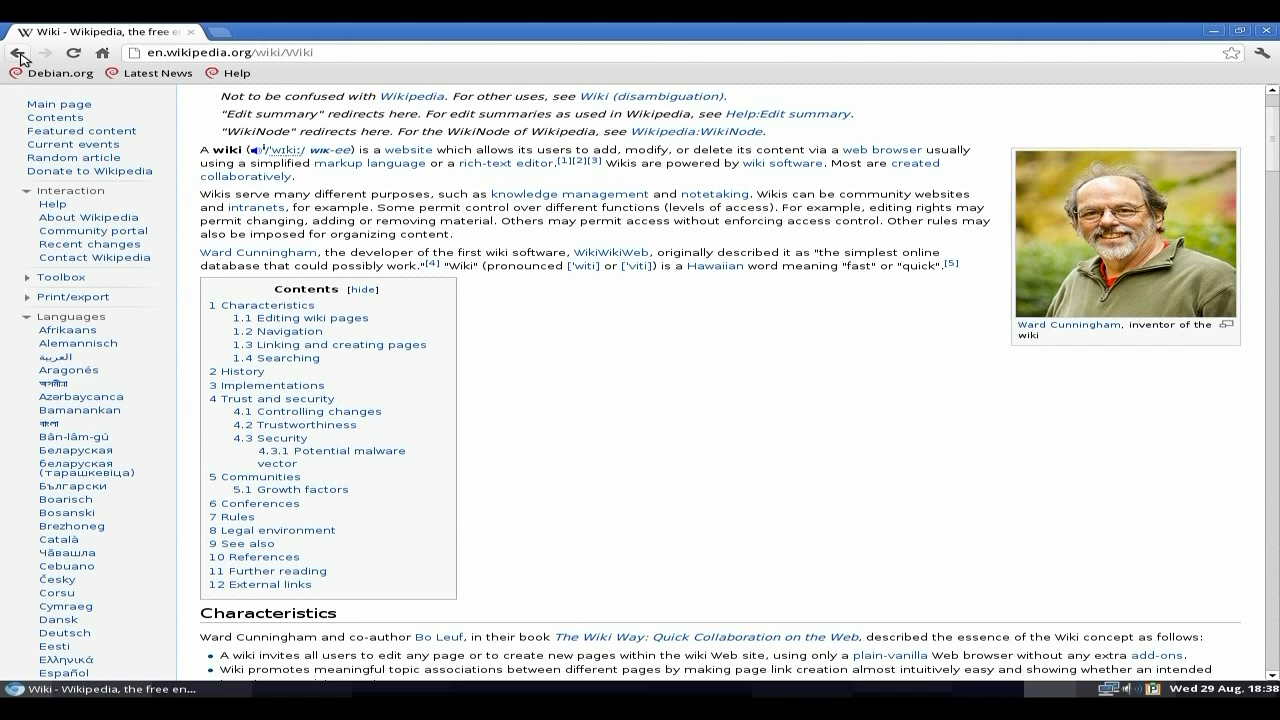 Wiki - Wikipedia, the free e
en.wikipedia.org/wiki/Wiki
Debian.org Latest News Help
Main page
Contents
Featured content
Current events
Random article
Donate to Wikipedia
Interaction
Help
About Wikipedia
Community portal
Recent changes
Contact Wikipedia
Toolbox
Print/export
Languages
Afrikaans
Alemannisch
العربية
Aragonés
অসমীয়া
Azərbaycanca
Bamanankan
বাংলা
Bân-lâm-gú
Беларуская
беларуская
(тарашкевіца)
Български
Boarisch
Bosanski
Brezhoneg
Català
Чӑвашла
Cebuano
Česky
Corsu
Cymraeg
Dansk
Deutsch
Eesti
Ελληνικά
Español
Not to be confused with Wikipedia. For other uses, see Wiki (disambiguation).
"Edit summary" redirects here. For edit summaries as used in Wikipedia, see Help:Edit summary.
"WikiNode" redirects here. For the WikiNode of Wikipedia, see Wikipedia:WikiNode.
A wiki (i/ˈwɪkiː/ WIK-ee) is a website which allows its users to add, modify, or delete its content via a web browser usually
using a simplified markup language or a rich-text editor.[1][2][3] Wikis are powered by wiki software. Most are created
collaboratively.
Wikis serve many different purposes, such as knowledge management and notetaking. Wikis can be community websites
and intranets, for example. Some permit control over different functions (levels of access). For example, editing rights may
permit changing, adding or removing material. Others may permit access without enforcing access control. Other rules may
also be imposed for organizing content.
Ward Cunningham, the developer of the first wiki software, WikiWikiWeb, originally described it as "the simplest online
database that could possibly work."[4] "Wiki" (pronounced ['witi] or ['viti]) is a Hawaiian word meaning "fast" or "quick".[5]
Ward Cunningham, inventor of the
wiki
Contents [hide]
1 Characteristics
1.1 Editing wiki pages
1.2 Navigation
1.3 Linking and creating pages
1.4 Searching
2 History
3 Implementations
4 Trust and security
4.1 Controlling changes
4.2 Trustworthiness
4.3 Security
4.3.1 Potential malware
vector
5 Communities
5.1 Growth factors
6 Conferences
7 Rules
8 Legal environment
9 See also
10 References
11 Further reading
12 External links
Characteristics
Ward Cunningham and co-author Bo Leuf, in their book The Wiki Way: Quick Collaboration on the Web, described the essence of the Wiki concept as follows:
A wiki invites all users to edit any page or to create new pages within the wiki Web site, using only a plain-vanilla Web browser without any extra add-ons.
Wiki promotes meaningful topic associations between different pages by making page link creation almost intuitively easy and showing whether an intended
Wiki - Wikipedia, the free en...
Wed 29 Aug, 18:38